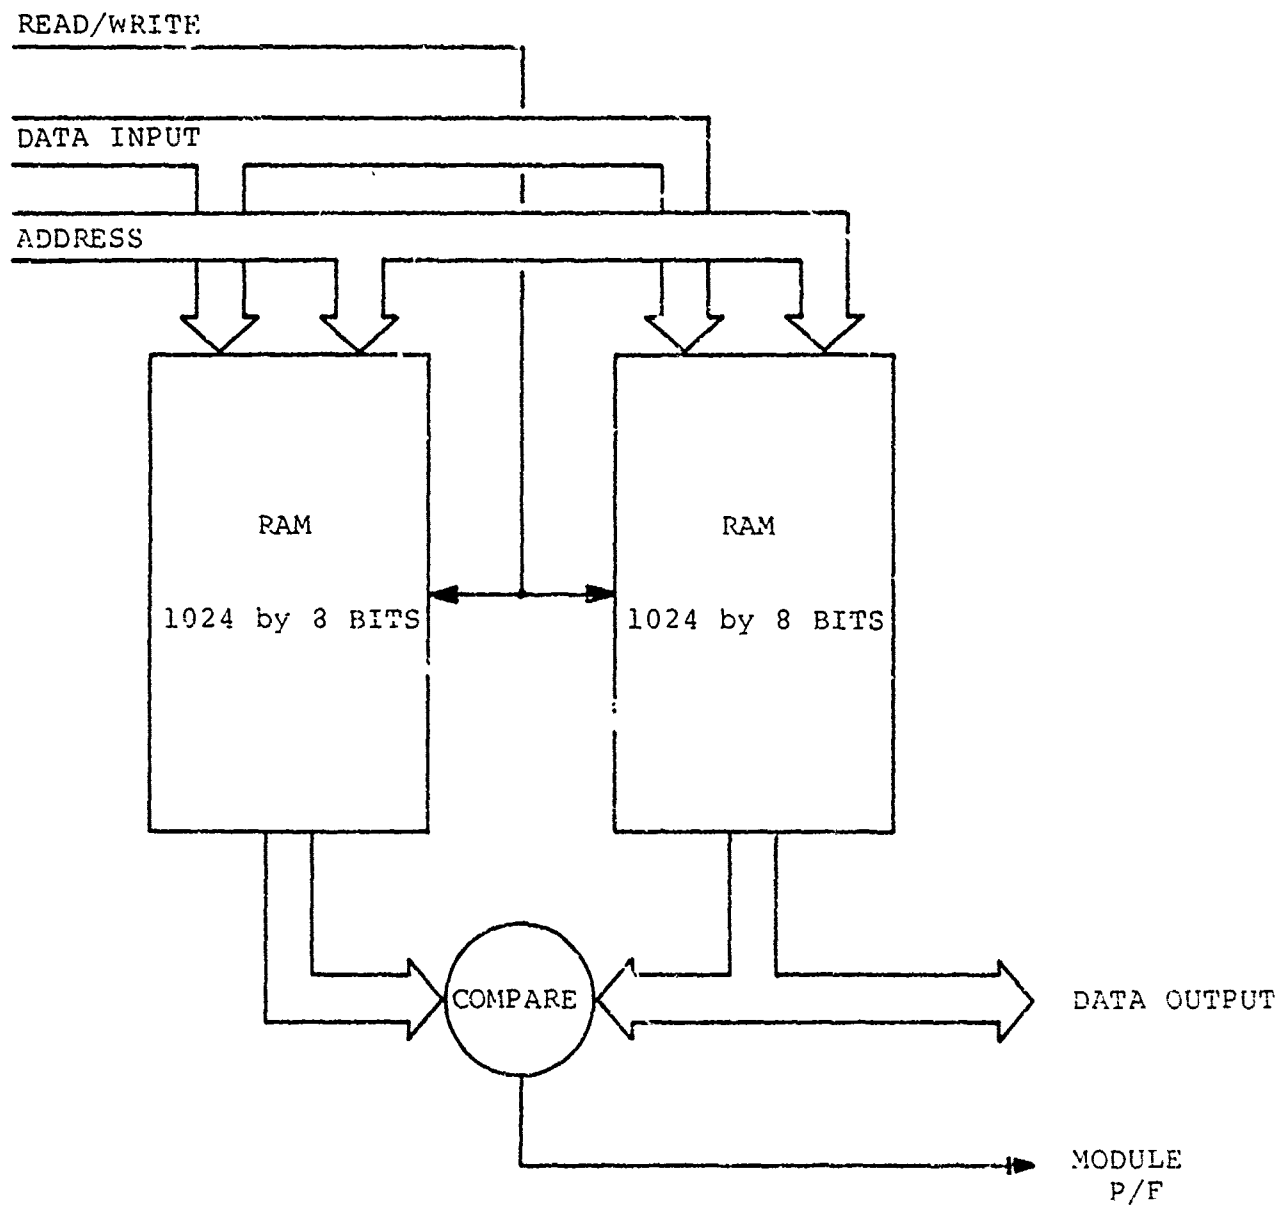 READ/WRITE
DATA INPUT
ADDRESS
RAM
1024 by 8 BITS
RAM
1024 by 8 BITS
COMPARE
DATA OUTPUT
MODULE
P/F